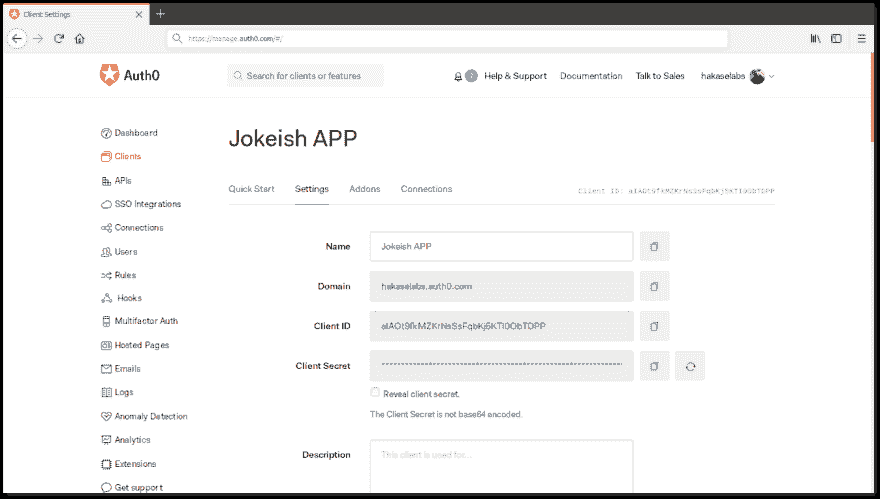 Client Settings
https://manage.auth0.com/#/
Auth0
Search for clients or features
Help & Support
Documentation
Talk to Sales
hakaselabs
Dashboard
Clients
APIs
SSO Integrations
Connections
Users
Rules
Hooks
Multifactor Auth
Hosted Pages
Emails
Logs
Anomaly Detection
Analytics
Extensions
Get support
Jokeish APP
Quick Start
Settings
Addons
Connections
Client ID:
Name
Jokeish APP
Domain
hakaselabs.auth0.com
Client ID
Client Secret
Reveal client secret.
The Client Secret is not base64 encoded.
Description
This client is used for...